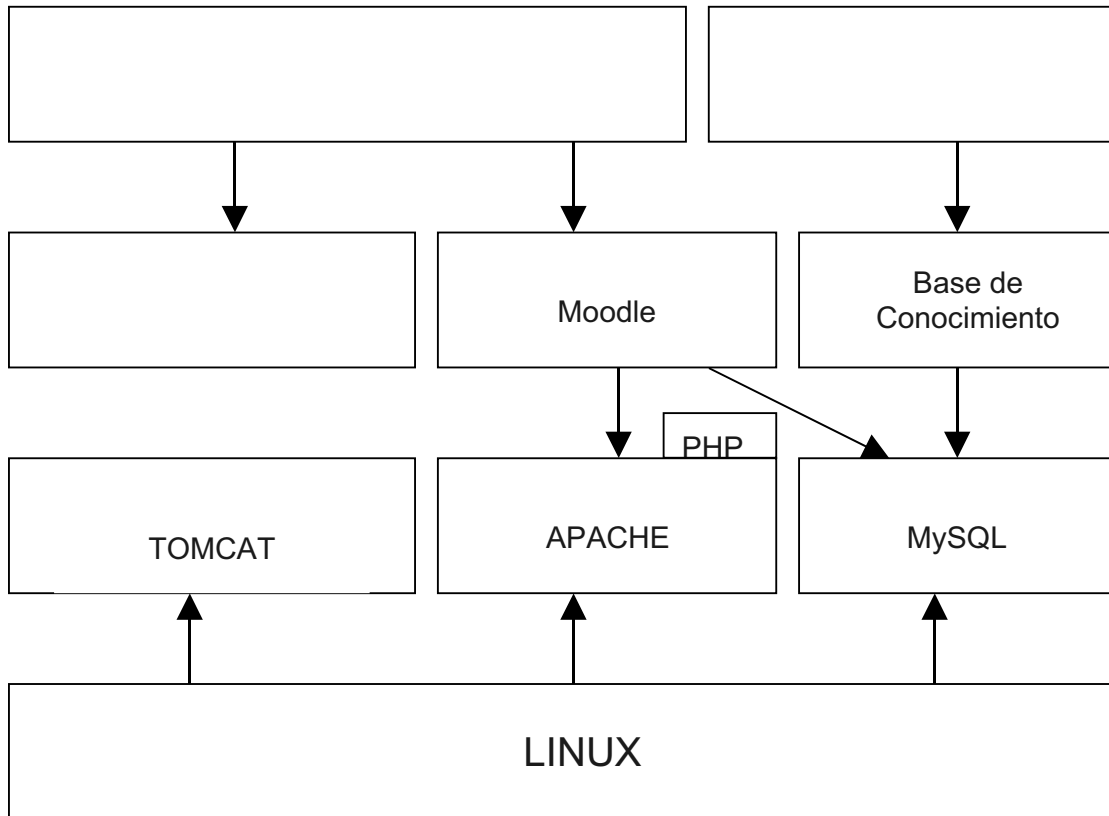 Moodle
Base de
Conocimiento
PHP
TOMCAT
APACHE
MySQL
LINUX